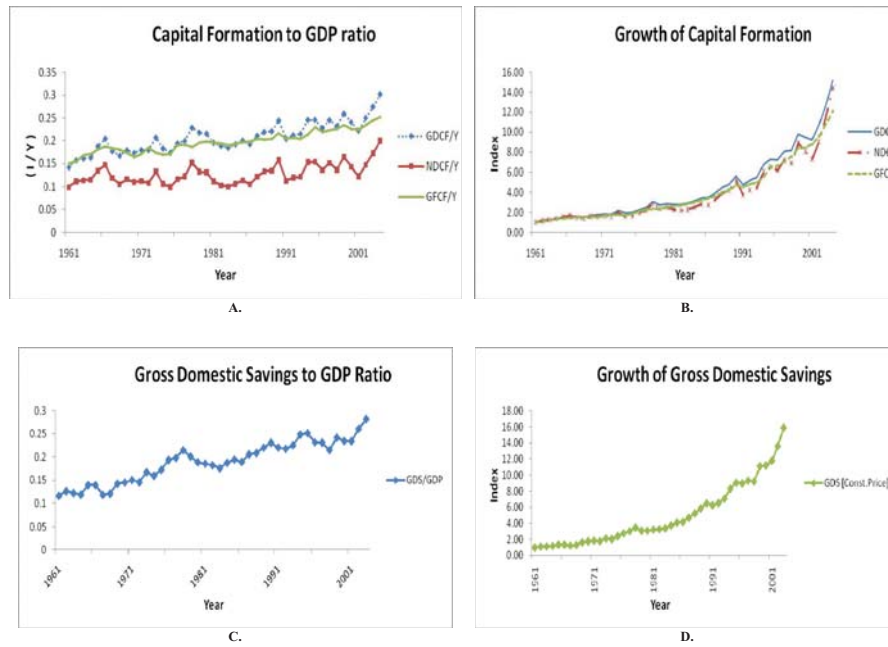 Capital Formation to GDP ratio
0.35
0.3
0.25
0.2
0.15
0.1
0.05
0
( I / Y )
1961 1971 1981 1991 2001
Year
GDCF/Y
NDCF/Y
GFCF/Y
A.
Growth of Capital Formation
16.00
14.00
12.00
10.00
8.00
6.00
4.00
2.00
0.00
Index
1961 1971 1981 1991 2001
Year
B.
Gross Domestic Savings to GDP Ratio
0.3
0.25
0.2
0.15
0.1
0.05
0
1961 1971 1981 1991 2001
Year
GDS/GDP
C.
Growth of Gross Domestic Savings
18.00
16.00
14.00
12.00
10.00
8.00
6.00
4.00
2.00
0.00
Index
1961 1971 1981 1991 2001
Year
GDS [Const.Price]
D.